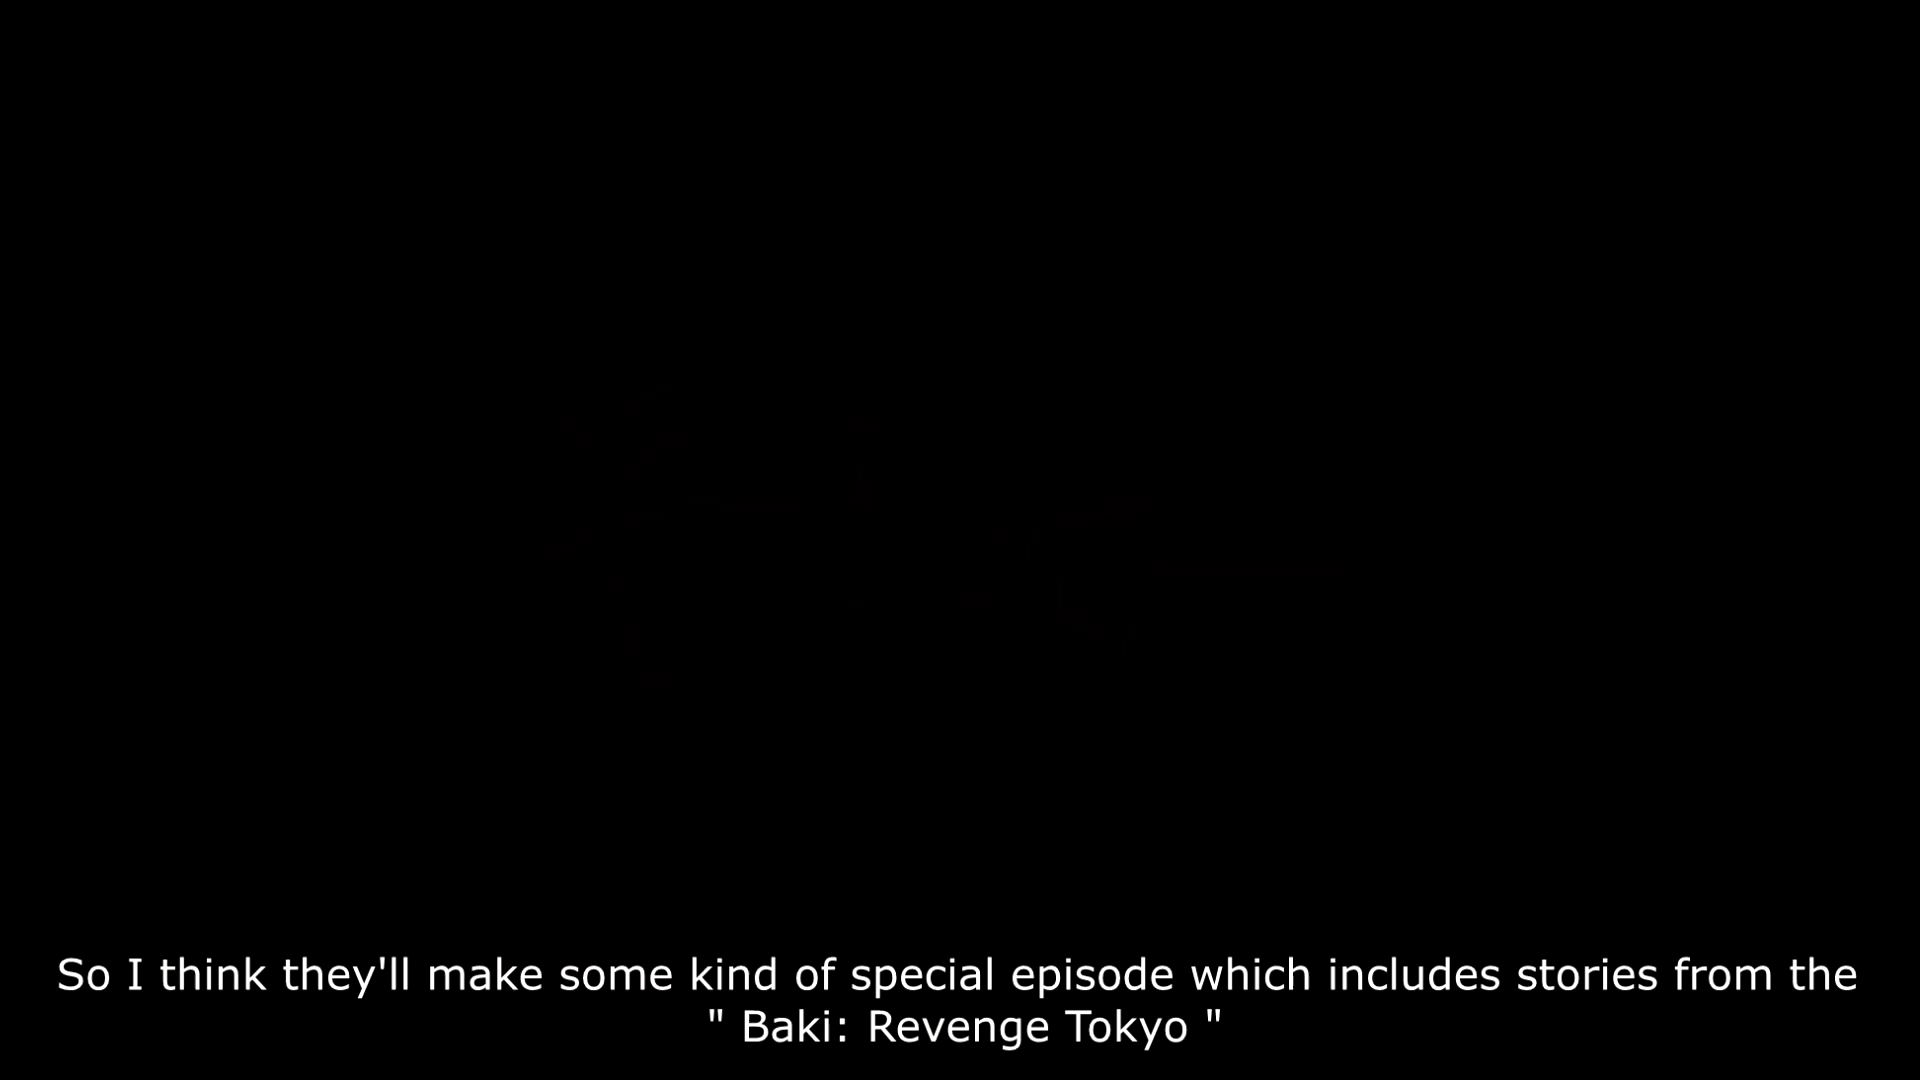 So I think they'll make some kind of special episode which includes stories from the
" Baki: Revenge Tokyo "